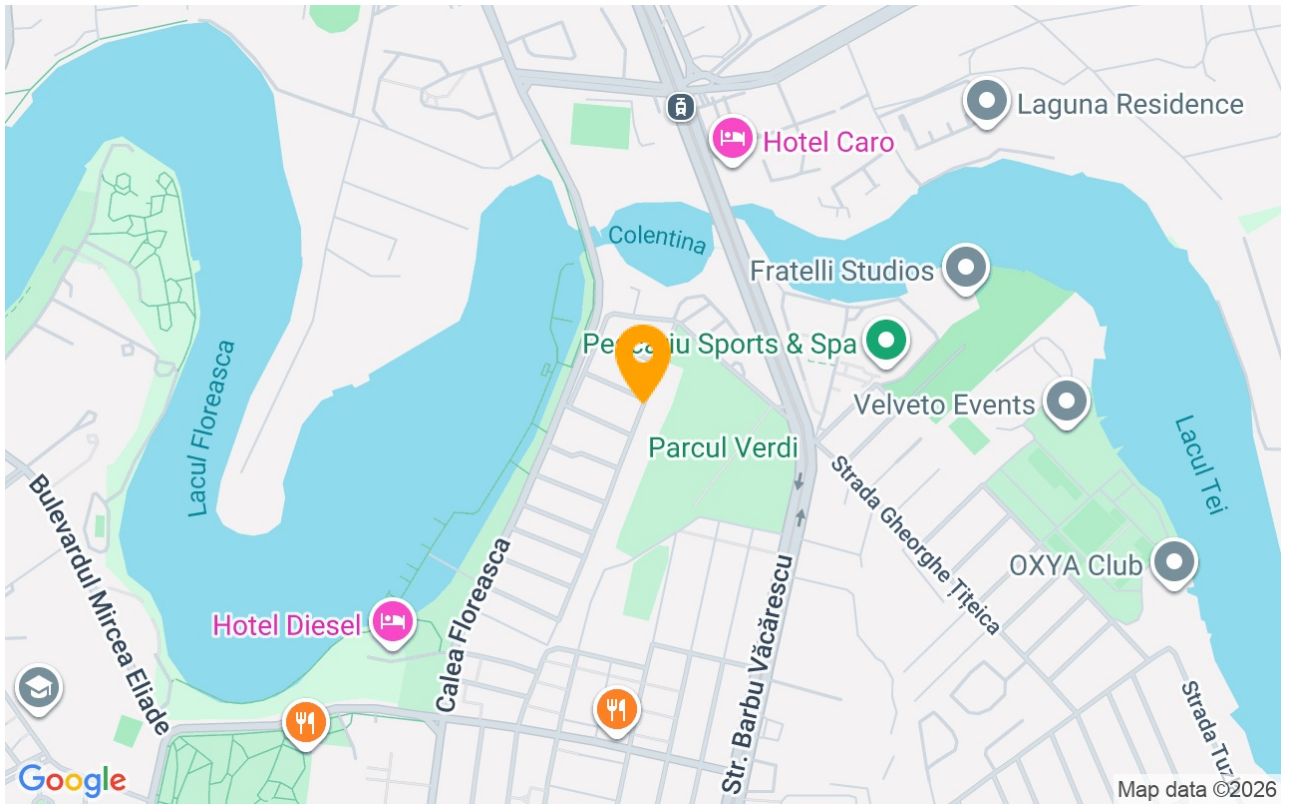 Laguna Residence
Hotel Caro
Colentina
Fratelli Studios
Lacul Floreasca
Sports & Spa
Velveto Events
Parcul Verdi
Lacul Tei
Bulevardul Mircea Eliade
Strada Gheorghe Țițeica
Calea Floreasca
OXYA Club
Hotel Diesel
Str. Barbu Văcărescu
Strada
Google
Map data ©2026